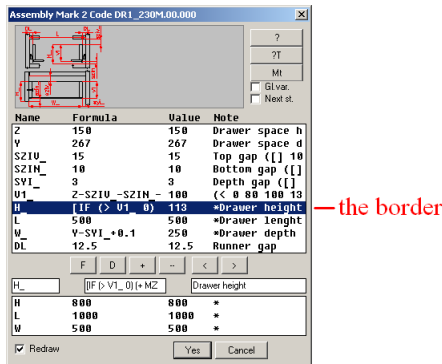 Assembly Mark 2 Code DR1_230M.00.000
?
?T
Mt
Gl.var.
Next st.
Name Formula Value Note
Z 150 150 Drawer space h
Y 267 267 Drawer space d
SZIV_ 15 15 Top gap ([] 10
SZIN_ 10 10 Bottom gap ([]
SYI_ 3 3 Depth gap ([]
V1_ Z-SZIV_-SZIN_- 100 (< 0 80 100 13
H_ [IF (> V1_ 0) 113 *Drawer height
L 500 500 *Drawer lenght
W_ Y-SYI_+0.1 250 *Drawer depth
DL 12.5 12.5 Runner gap
the border
F D + -- < >
H_ [IF (> V1_ 0) (+ MZ Drawer height
H 800 800 *
L 1000 1000 *
W 500 500 *
Redraw Yes Cancel